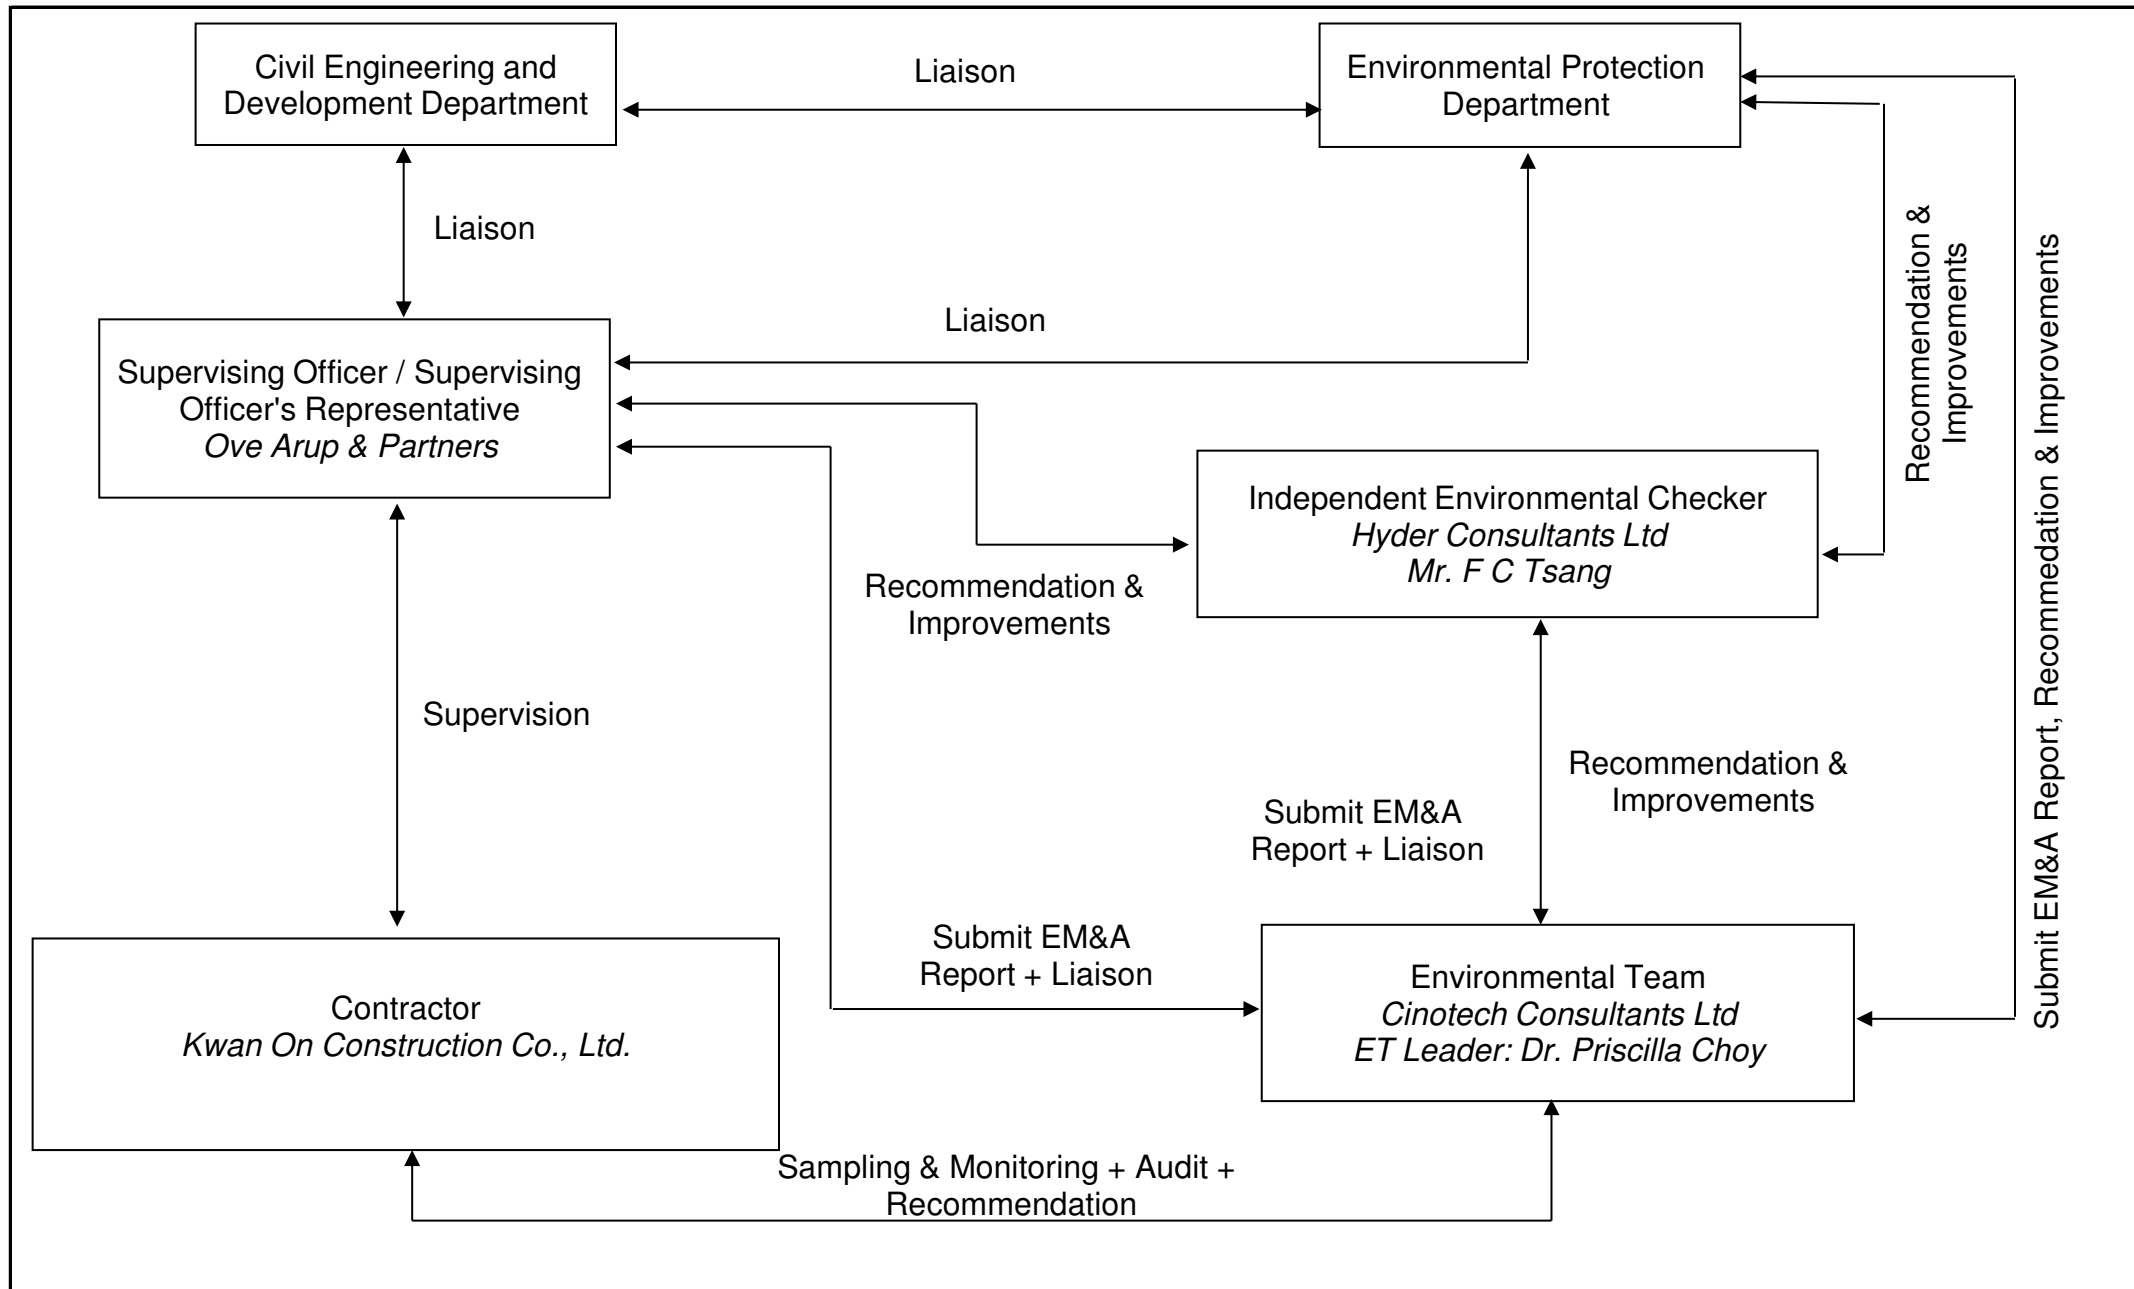 Civil Engineering and
Development Department
Liaison
Environmental Protection
Department
Liaison
Liaison
Supervising Officer / Supervising
Officer's Representative
Ove Arup & Partners
Recommendation &
Improvements
Submit EM&A Report, Recommedation & Improvements
Independent Environmental Checker
Hyder Consultants Ltd
Mr. F C Tsang
Recommendation &
Improvements
Supervision
Recommendation &
Improvements
Submit EM&A
Report + Liaison
Submit EM&A
Report + Liaison
Contractor
Kwan On Construction Co., Ltd.
Environmental Team
Cinotech Consultants Ltd
ET Leader: Dr. Priscilla Choy
Sampling & Monitoring + Audit +
Recommendation